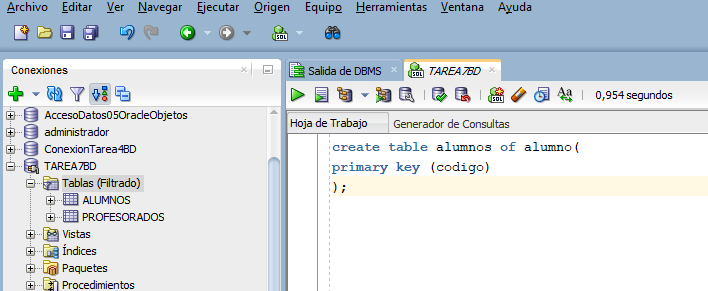 Archivo Editar Ver Navegar Ejecutar Origen Equipo Herramientas Ventana Ayuda
SQL
Conexiones
AccesoDatos05OracleObjetos
administrador
ConexionTarea4BD
TAREA7BD
Tablas (Filtrado)
ALUMNOS
PROFESORADOS
Vistas
Índices
Paquetes
Procedimientos
Salida de DBMS
TAREA7BD
0,954 segundos
Hoja de Trabajo Generador de Consultas
create table alumnos of alumno(
primary key (codigo)
);